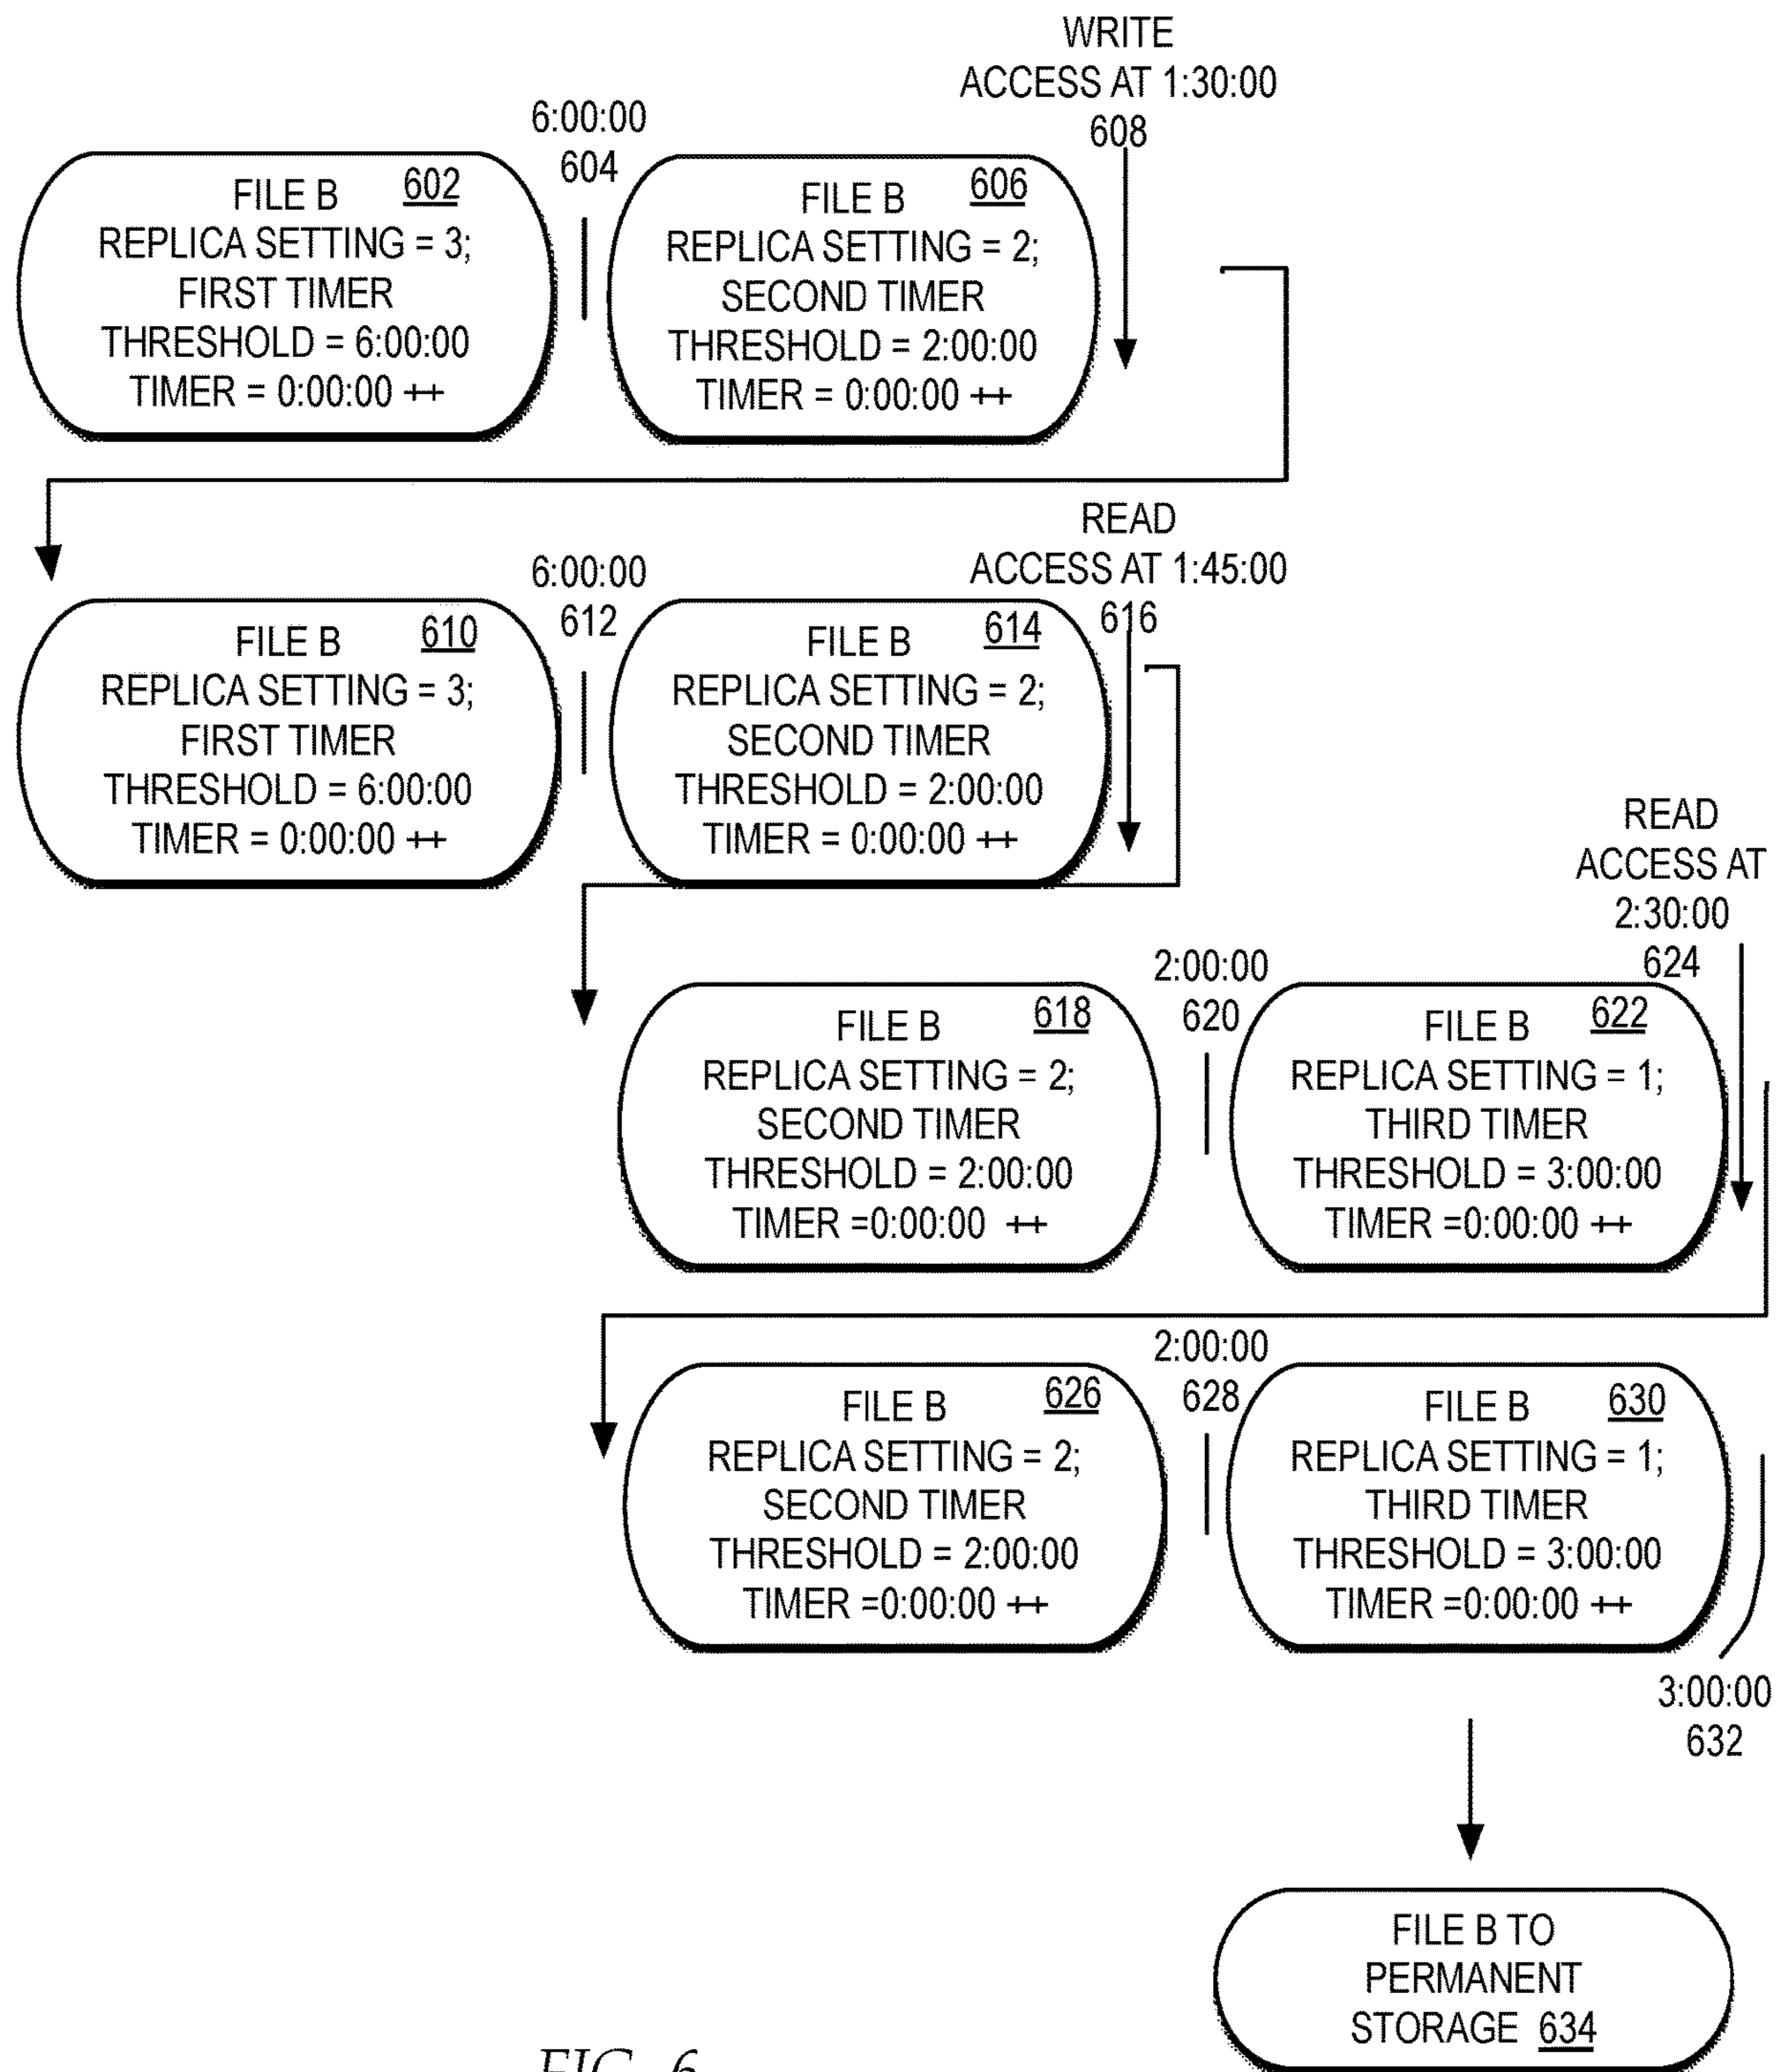 WRITE
ACCESS AT 1:30:00
608
6:00:00
604
FILE B 602
REPLICA SETTING = 3;
FIRST TIMER
THRESHOLD = 6:00:00
TIMER = 0:00:00 ++
FILE B 606
REPLICA SETTING = 2;
SECOND TIMER
THRESHOLD = 2:00:00
TIMER = 0:00:00 ++
READ
ACCESS AT 1:45:00
616
6:00:00
612
FILE B 610
REPLICA SETTING = 3;
FIRST TIMER
THRESHOLD = 6:00:00
TIMER = 0:00:00 ++
FILE B 614
REPLICA SETTING = 2;
SECOND TIMER
THRESHOLD = 2:00:00
TIMER = 0:00:00 ++
READ
ACCESS AT
2:30:00
624
2:00:00
620
FILE B 618
REPLICA SETTING = 2;
SECOND TIMER
THRESHOLD = 2:00:00
TIMER =0:00:00 ++
FILE B 622
REPLICA SETTING = 1;
THIRD TIMER
THRESHOLD = 3:00:00
TIMER =0:00:00 ++
2:00:00
628
FILE B 626
REPLICA SETTING = 2;
SECOND TIMER
THRESHOLD = 2:00:00
TIMER =0:00:00 ++
FILE B 630
REPLICA SETTING = 1;
THIRD TIMER
THRESHOLD = 3:00:00
TIMER =0:00:00 ++
3:00:00
632
FILE B TO
PERMANENT
STORAGE 634
FIG. 6